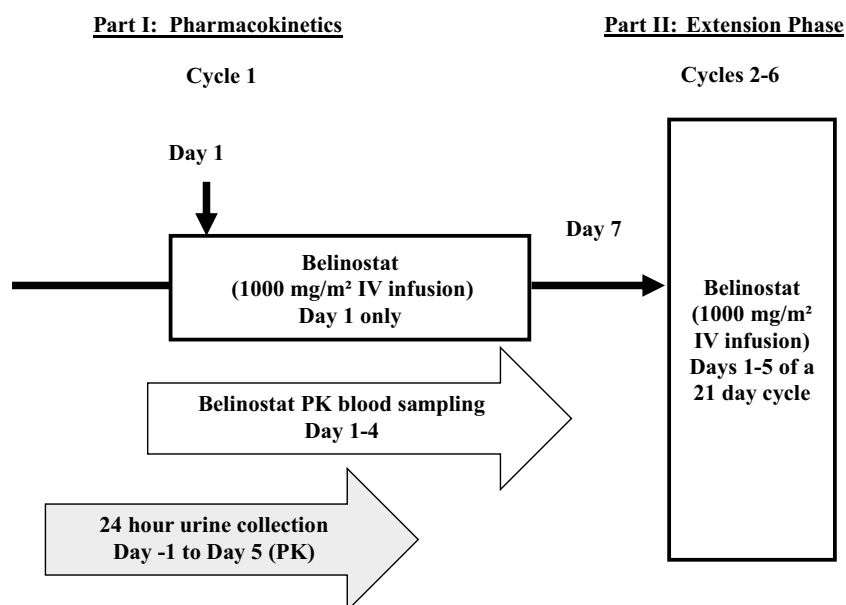 Part I:  Pharmacokinetics
Cycle 1
Day 1
Belinostat
(1000 mg/m² IV infusion)
Day 1 only
Belinostat PK blood sampling
Day 1-4
24 hour urine collection
Day -1 to Day 5 (PK)
Day 7
Part II: Extension Phase
Cycles 2-6
Belinostat
(1000 mg/m²
IV infusion)
Days 1-5 of a
21 day cycle